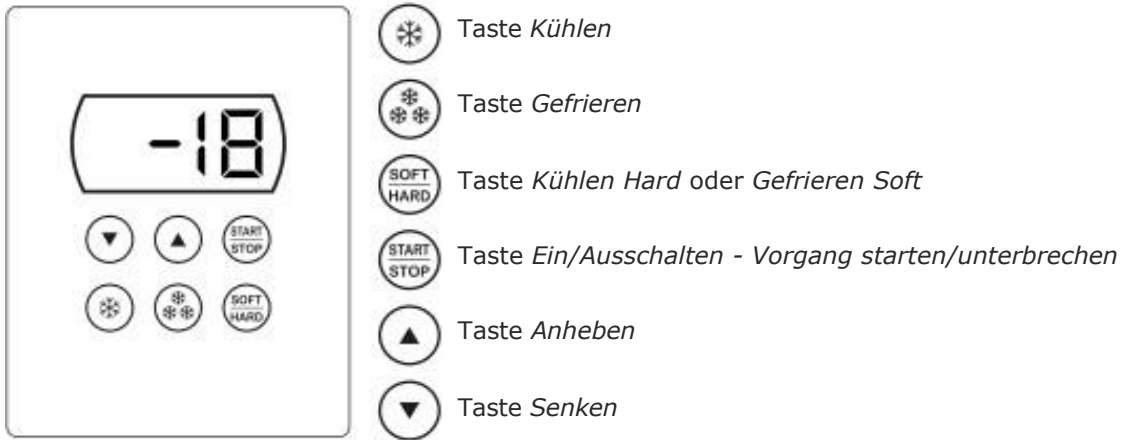 -18
START
STOP
SOFT
HARD
Taste Kühlen
Taste Gefrieren
SOFT
HARD
Taste Kühlen Hard oder Gefrieren Soft
START
STOP
Taste Ein/Ausschalten - Vorgang starten/unterbrechen
Taste Anheben
Taste Senken